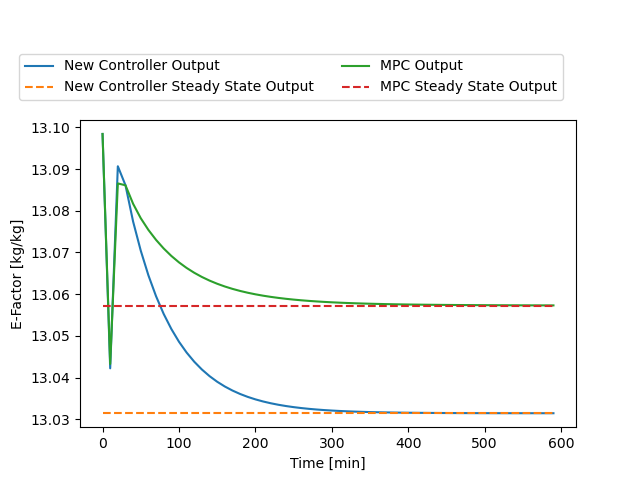 New Controller Output
New Controller Steady State Output
MPC Output
MPC Steady State Output
13.10
13.09
13.08
13.07
13.06
13.05
13.04
13.03
E-Factor [kg/kg]
0 100 200 300 400 500 600
Time [min]